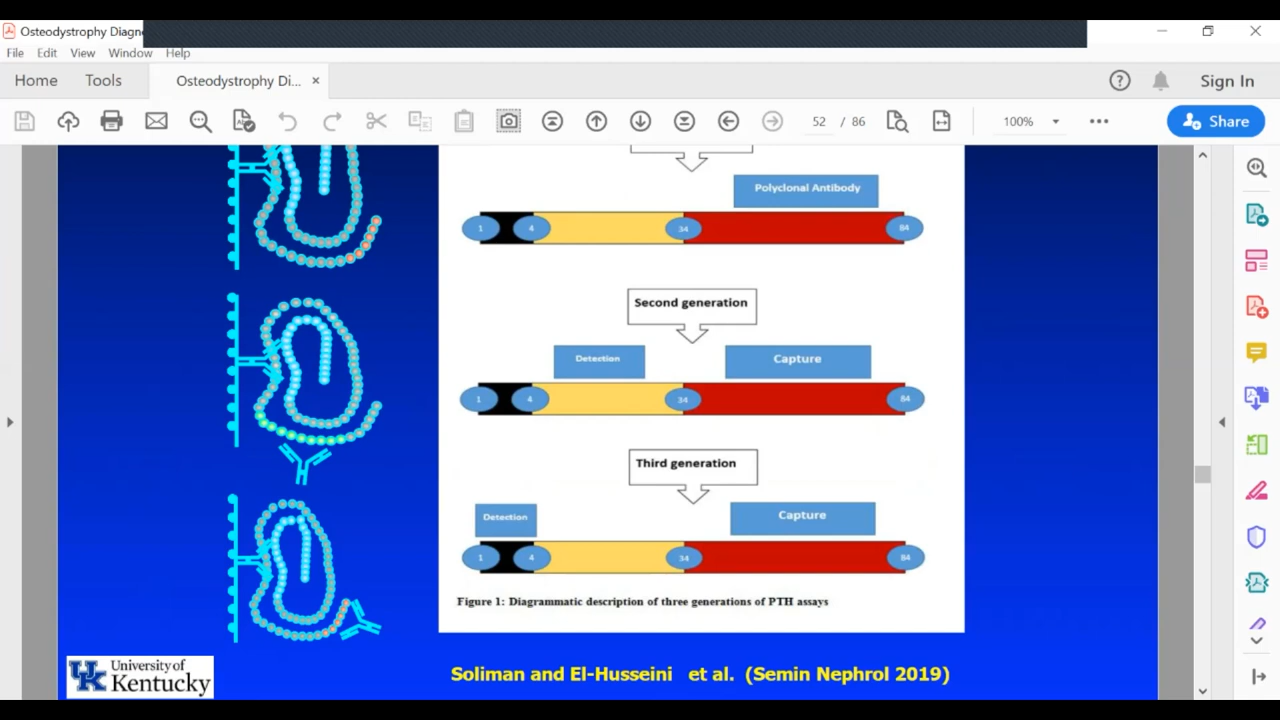 Osteodystrophy Diagn
File Edit View Window Help
Home Tools Osteodystrophy Di... × Sign In
52 / 86 100% Share
Polyclonal Antibody
1 4 34 84
Second generation
Detection Capture
1 4 34 84
Third generation
Detection Capture
1 4 34 84
Figure 1: Diagrammatic description of three generations of PTH assays
UK University of
Kentucky
Soliman and El-Husseini et al. (Semin Nephrol 2019)